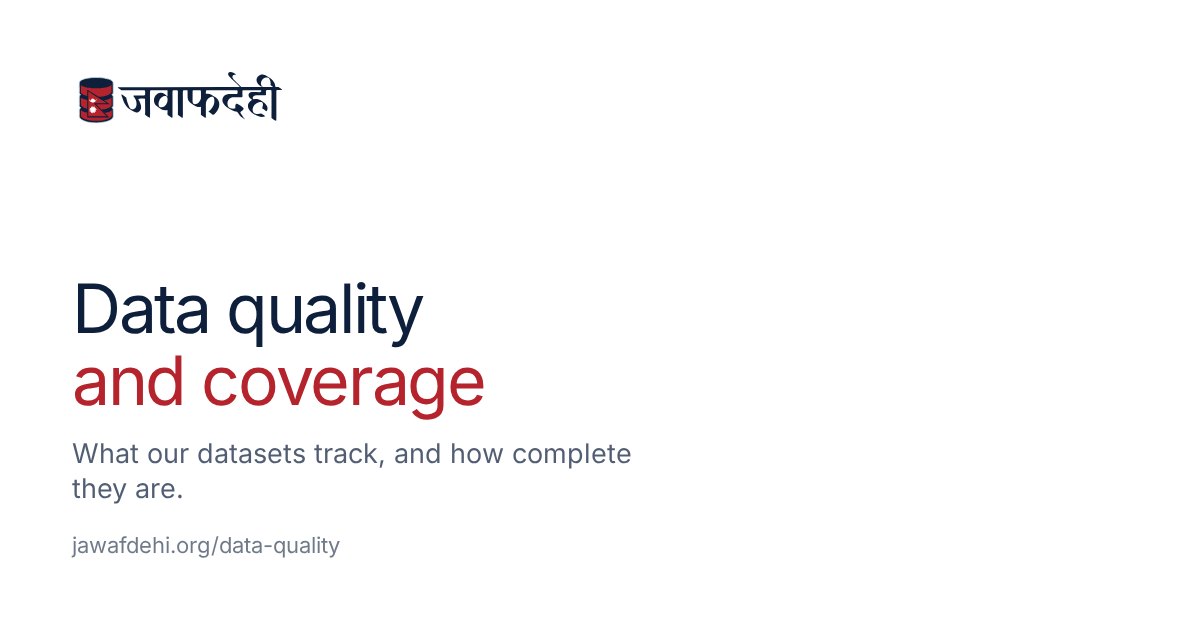 जवाफदेही
Data quality
and coverage
What our datasets track, and how complete
they are.
jawafdehi.org/data-quality